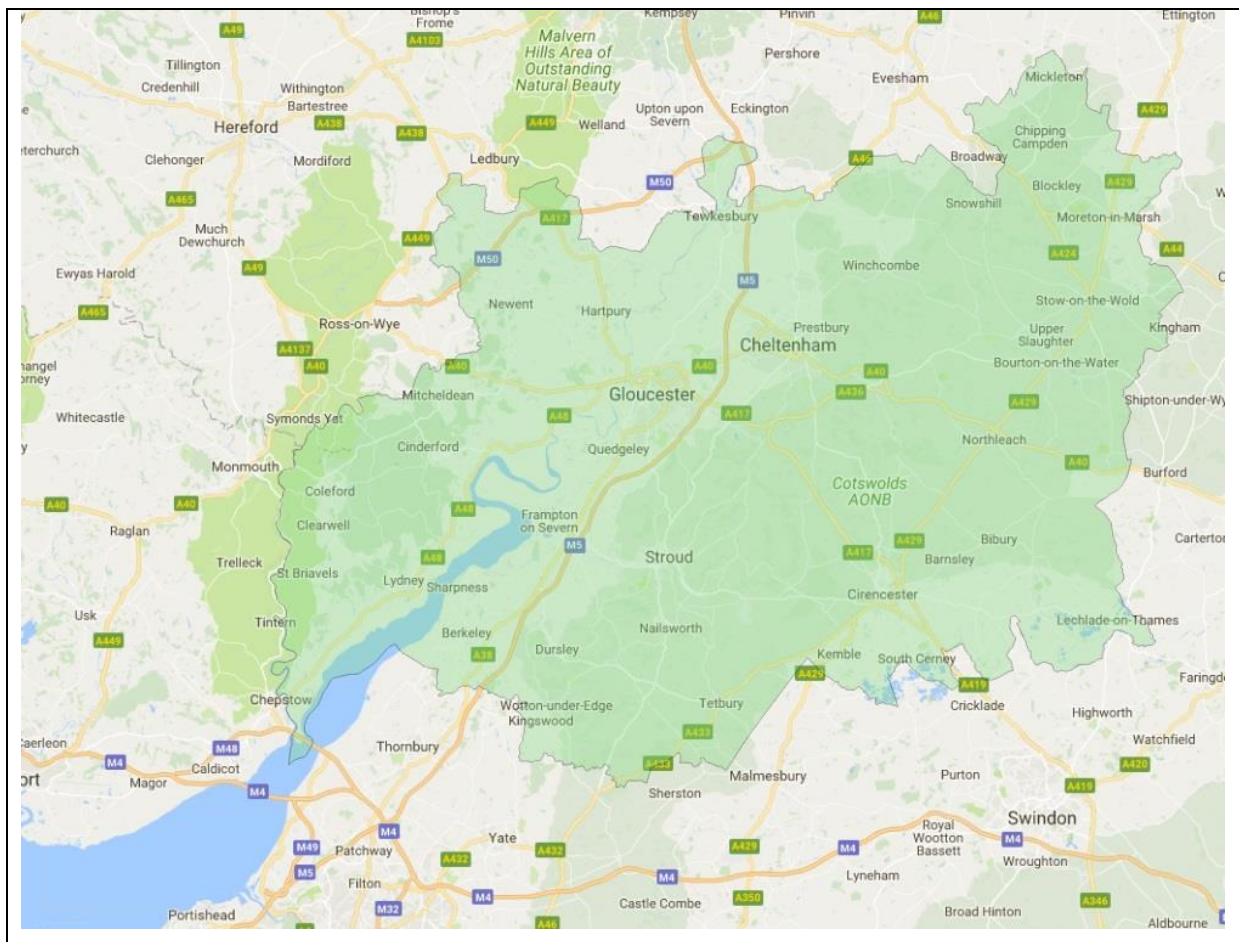 Bishop's
Frome
Kempsey
Pinvin
A46
Ettington
A49
A4103
Malvern
Hills Area of
Outstanding
Natural Beauty
Tillington
Credenhill
Withington
Bartestree
Pershore
Evesham
Mickleton
A438
Hereford
A438
A449
Welland
Upton upon
Severn
Eckington
A429
Chipping
Campden
eterchurch
Clehonger
Mordiford
Ledbury
A46
Broadway
M50
A429
Blockley
A465
Snowshill
Much
Dewchurch
A417
Tewkesbury
Moreton-in-Marsh
A449
A44
A424
Ewyas Harold
A49
M50
Winchcombe
M5
A465
Newent
Hartpury
Stow-on-the-Wold
Ross-on-Wye
Prestbury
Upper
Slaughter
Kingham
Cheltenham
A4137
Bourton-on-the-Water
A40
A40
A40
A40
Mitcheldean
Gloucester
A436
A429
Shipton-under-Wy
Whitecastle
Symonds Yat
A48
A417
Cinderford
Quedgeley
Northleach
Monmouth
A40
Burford
Coleford
Cotswolds
AONB
A40
A40
A48
Clearwell
Frampton
on Severn
Raglan
M5
A429
Bibury
Carterton
A417
Trelleck
A48
Stroud
Barnsley
St Briavels
Lydney
Sharpness
Cirencester
Usk
Tintern
Nailsworth
Lechlade-on-Thames
A449
Berkeley
A38
Dursley
Kemble
South Cerney
A429
Faringdo
Chepstow
Wotton-under-Edge
Kingswood
Tetbury
A419
Cricklade
Highworth
Caerleon
M48
Thornbury
A433
Watchfield
M4
Caldicot
A433
Malmesbury
Purton
A420
ort
Magor
M4
Sherston
A419
Swindon
M4
Yate
Royal
Wootton
Bassett
M49
Patchway
A432
A432
A429
M4
M4
Wroughton
M5
Filton
M4
M4
Lyneham
M32
Castle Combe
A350
A346
Portishead
A46
Broad Hinton
Aldbourne